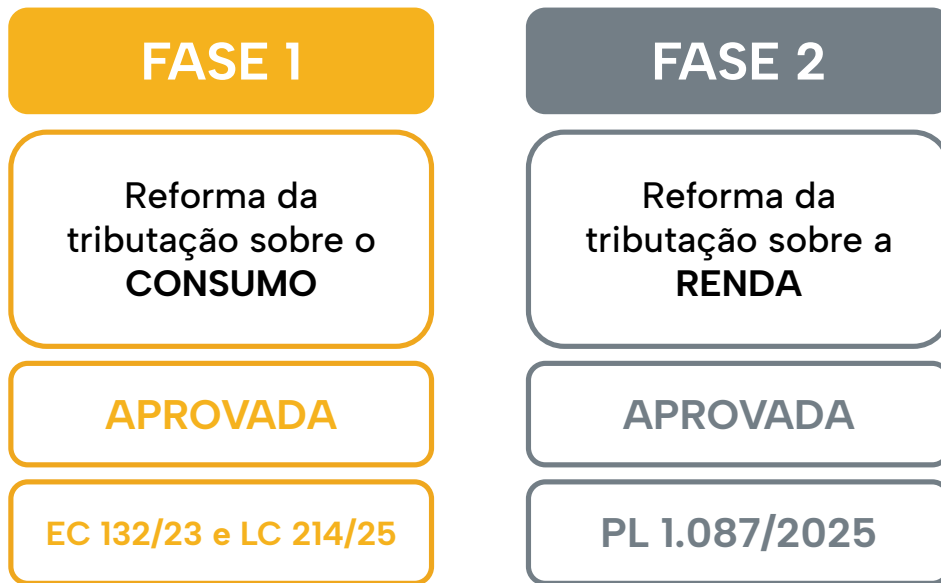 FASE 1
Reforma da
tributação sobre o
CONSUMO
APROVADA
EC 132/23 e LC 214/25
FASE 2
Reforma da
tributação sobre a
RENDA
APROVADA
PL 1.087/2025